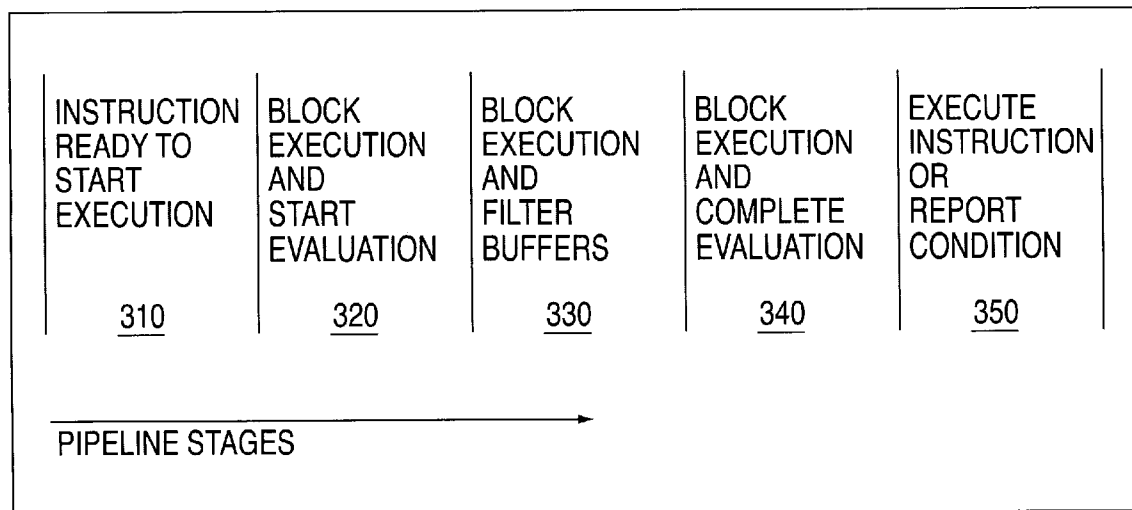 INSTRUCTION
READY TO
START
EXECUTION
310
BLOCK
EXECUTION
AND
START
EVALUATION
320
BLOCK
EXECUTION
AND
FILTER
BUFFERS
330
BLOCK
EXECUTION
AND
COMPLETE
EVALUATION
340
EXECUTE
INSTRUCTION
OR
REPORT
CONDITION
350
PIPELINE STAGES